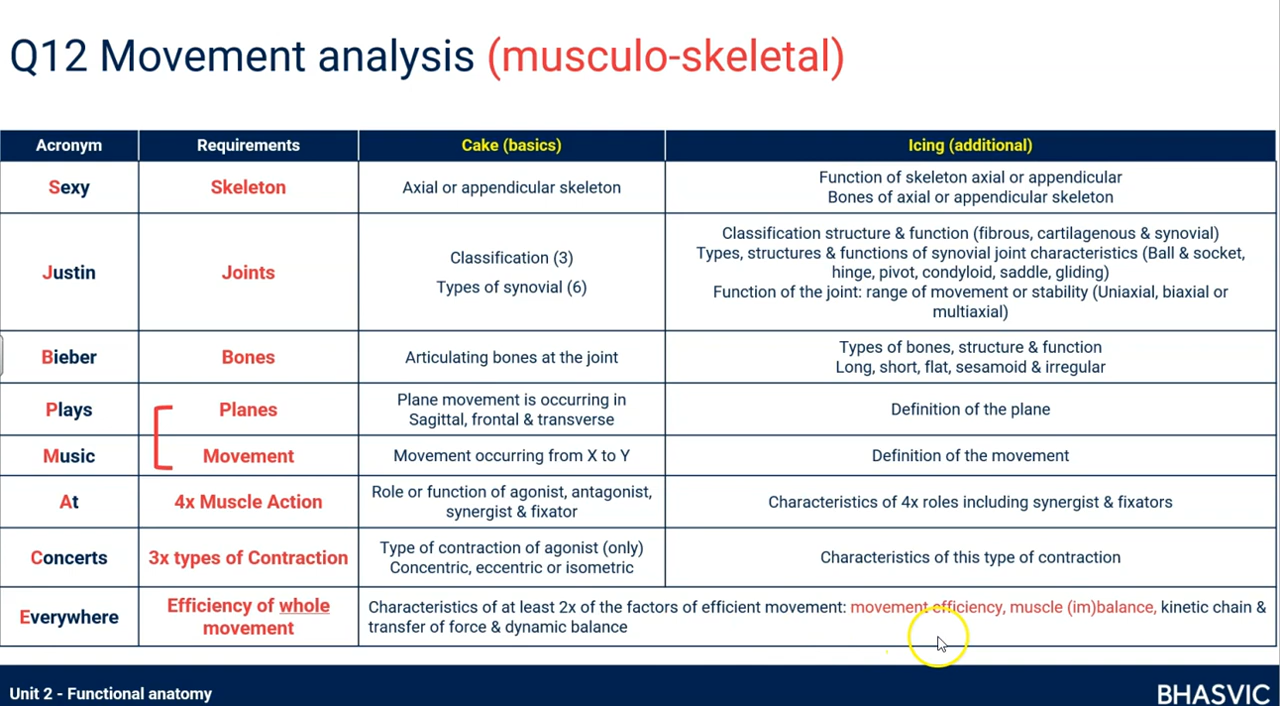 Q12 Movement analysis (musculo-skeletal)
Acronym
Requirements
Cake (basics)
Icing (additional)
Sexy
Skeleton
Axial or appendicular skeleton
Function of skeleton axial or appendicular
Bones of axial or appendicular skeleton
Justin
Joints
Classification (3)
Types of synovial (6)
Classification structure & function (fibrous, cartilagenous & synovial)
Types, structures & functions of synovial joint characteristics (Ball & socket,
hinge, pivot, condyloid, saddle, gliding)
Function of the joint: range of movement or stability (Uniaxial, biaxial or
multiaxial)
Bieber
Bones
Articulating bones at the joint
Types of bones, structure & function
Long, short, flat, sesamoid & irregular
Plays
Planes
Plane movement is occurring in
Sagittal, frontal & transverse
Definition of the plane
Music
Movement
Movement occurring from X to Y
Definition of the movement
At
4x Muscle Action
Role or function of agonist, antagonist,
synergist & fixator
Characteristics of 4x roles including synergist & fixators
Concerts
3x types of Contraction
Type of contraction of agonist (only)
Concentric, eccentric or isometric
Characteristics of this type of contraction
Everywhere
Efficiency of whole
movement
Characteristics of at least 2x of the factors of efficient movement: movement efficiency, muscle (im)balance, kinetic chain &
transfer of force & dynamic balance
Unit 2 - Functional anatomy
BHASVIC